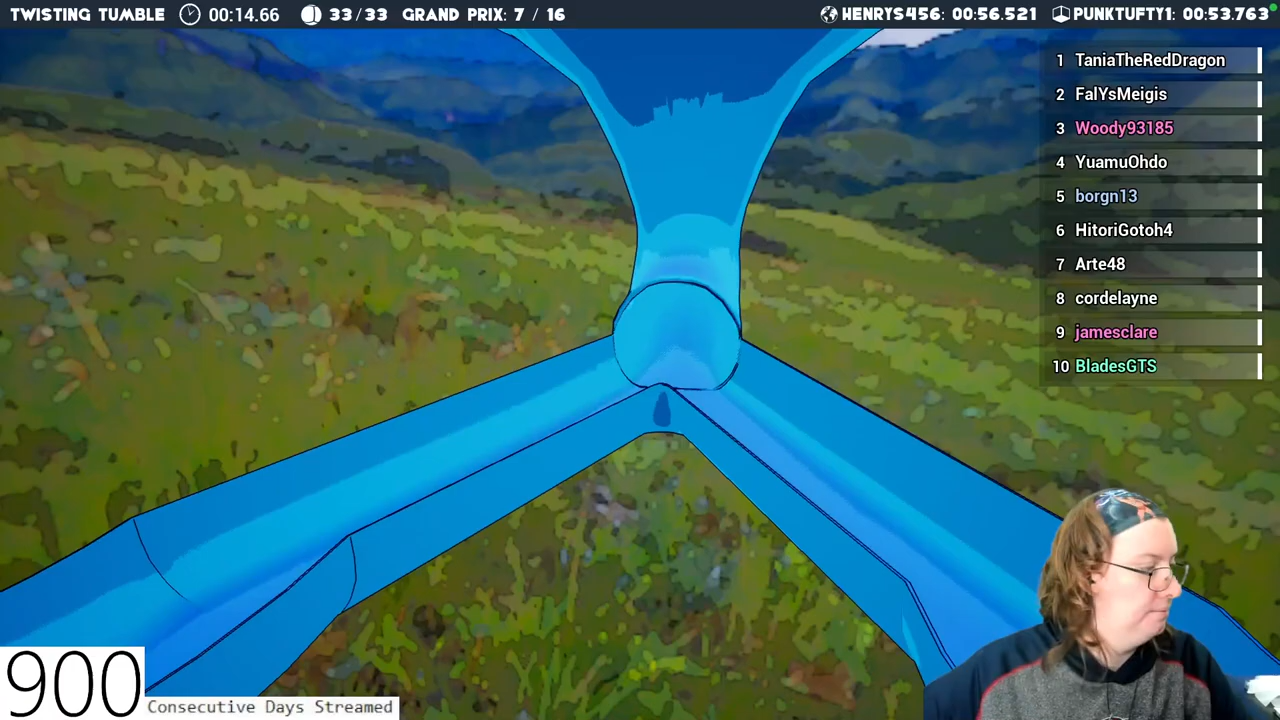 TWISTING TUMBLE 00:14.66 33/33 GRAND PRIX: 7 / 16 HENRYS456: 00:56.521 PUNKTUFTY1: 00:53.763
1 TaniaTheRedDragon
2 FalYsMeigis
3 Woody93185
4 YuamuOhdo
5 borgn13
6 HitoriGotoh4
7 Arte48
8 cordelayne
9 jamesclare
10 BladesGTS
900 Consecutive Days Streamed